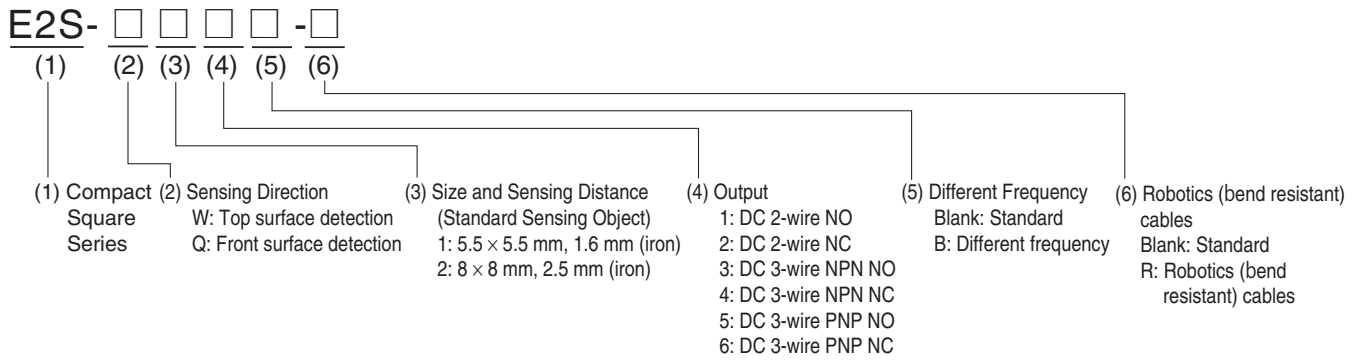 E2S- □ □ □ □ -□
(1) (2) (3) (4) (5) (6)
(1) Compact
Square
Series
(2) Sensing Direction
W: Top surface detection
Q: Front surface detection
(3) Size and Sensing Distance
(Standard Sensing Object)
1: 5.5 × 5.5 mm, 1.6 mm (iron)
2: 8 × 8 mm, 2.5 mm (iron)
(4) Output
1: DC 2-wire NO
2: DC 2-wire NC
3: DC 3-wire NPN NO
4: DC 3-wire NPN NC
5: DC 3-wire PNP NO
6: DC 3-wire PNP NC
(5) Different Frequency
Blank: Standard
B: Different frequency
(6) Robotics (bend resistant)
cables
Blank: Standard
R: Robotics (bend
resistant) cables